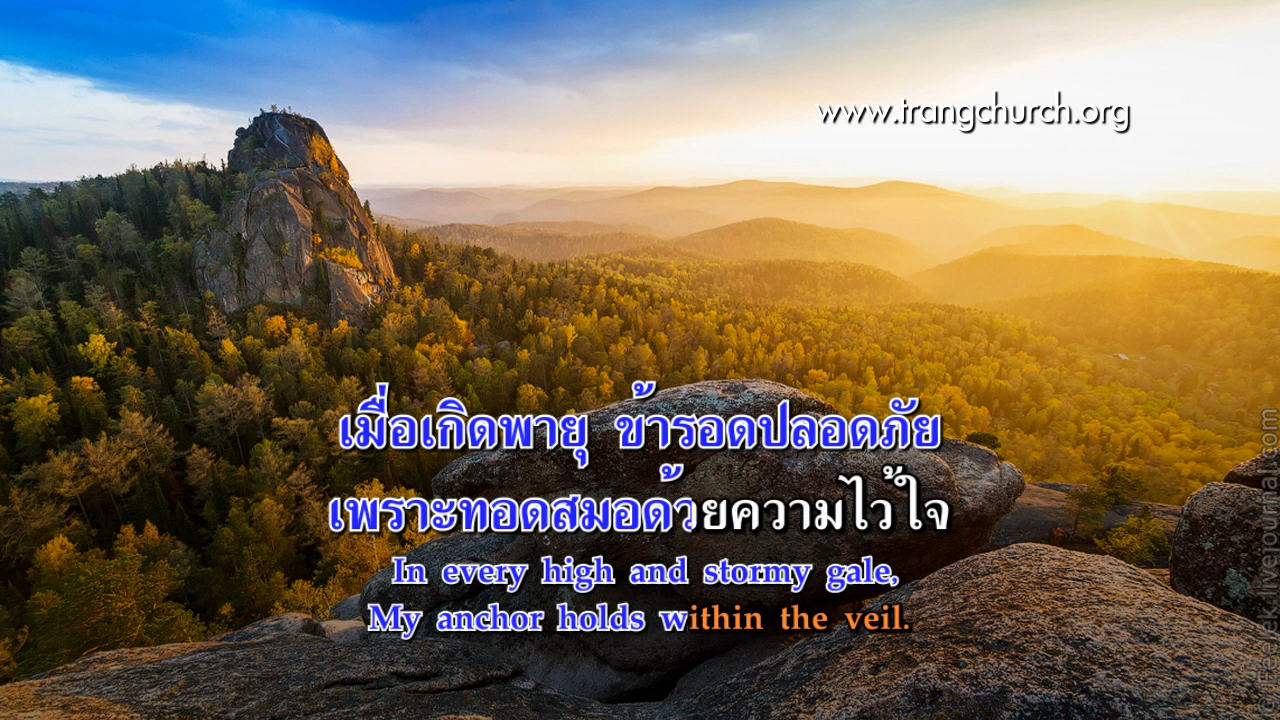 www.trangchurch.org
เมื่อเกิดพายุ ข้ารอดปลอดภัย
เพราะทอดสมอด้วยความไว้ใจ
In every high and stormy gale,
My anchor holds within the veil.